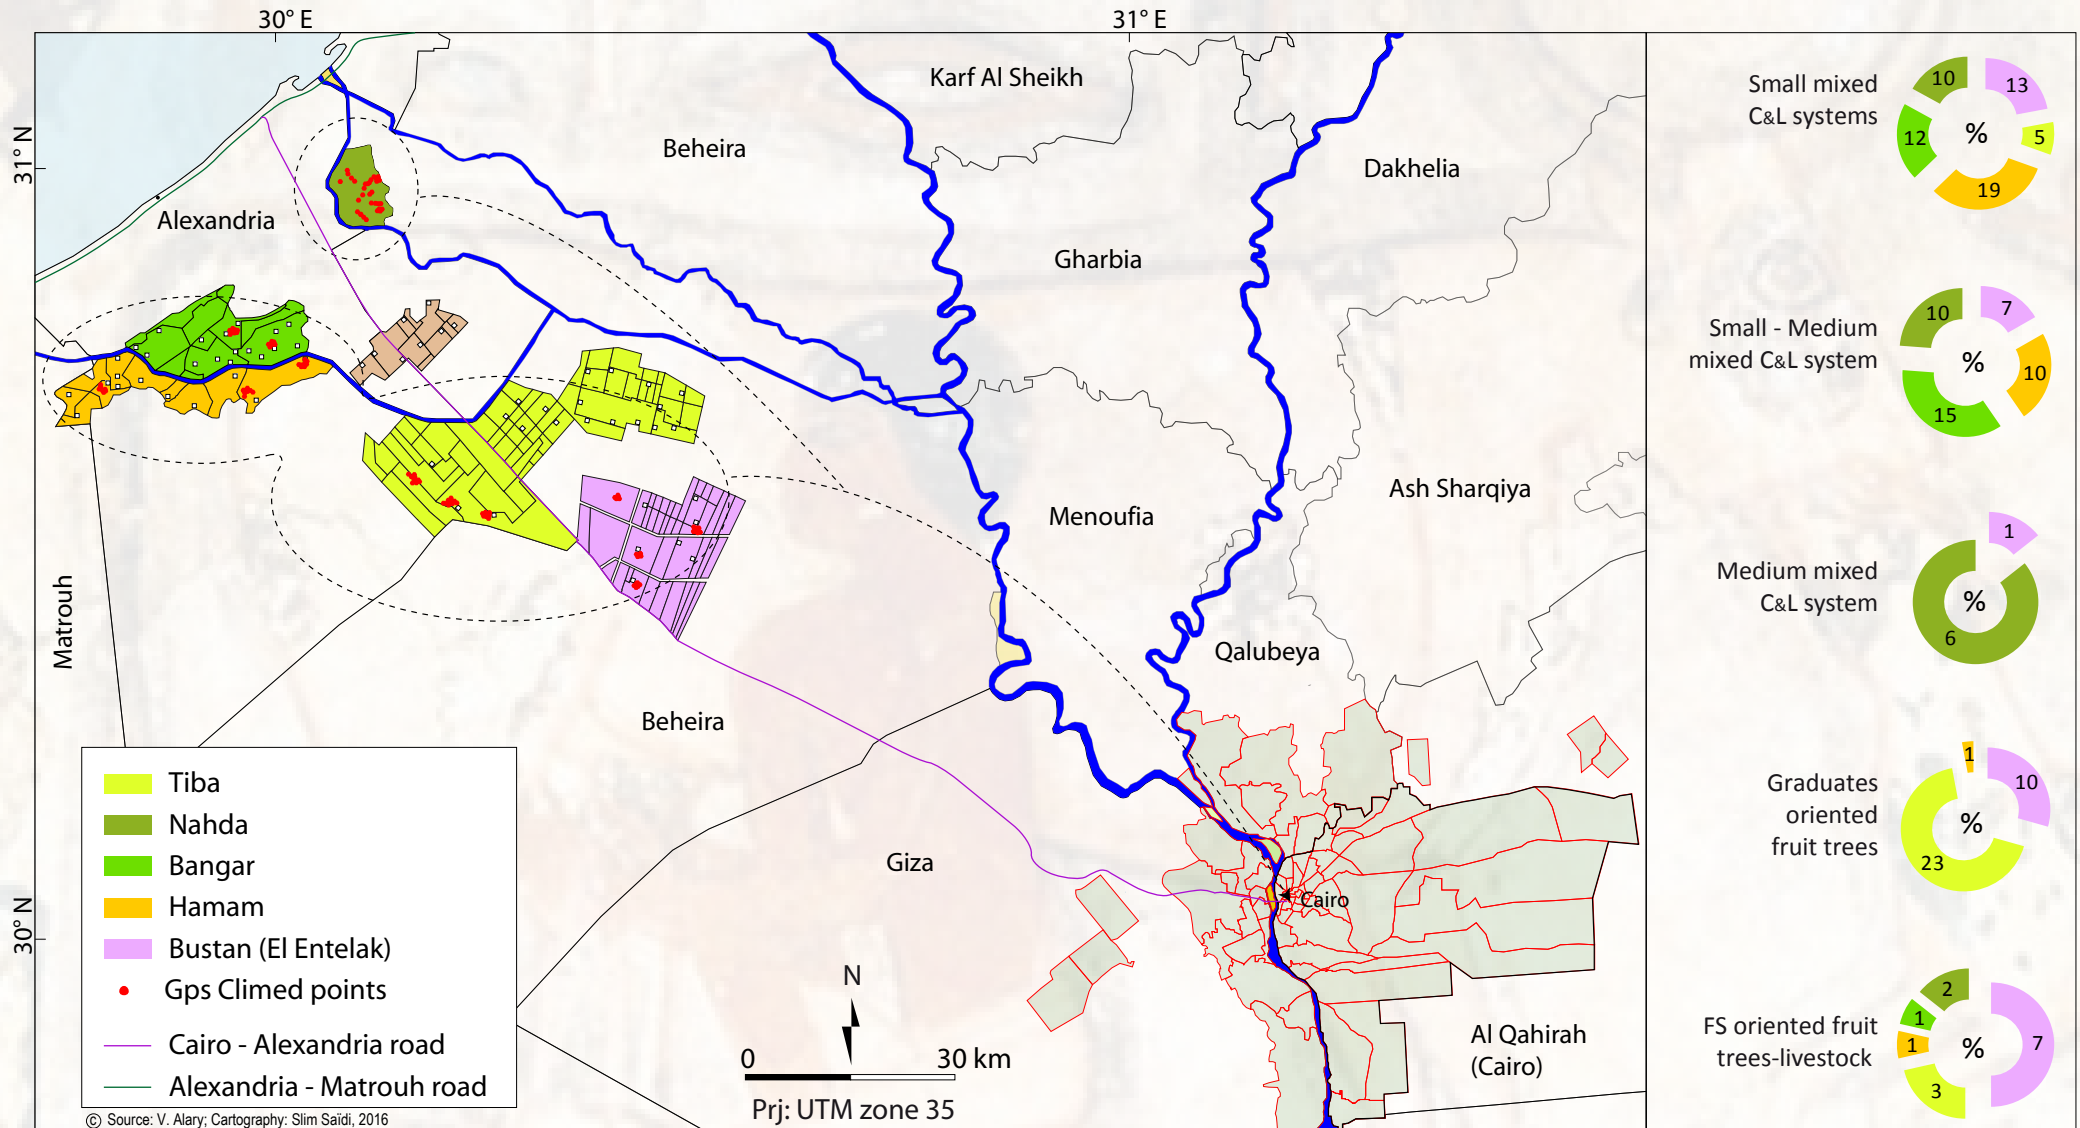 30° E
31° E
31° N
30° N
Karf Al Sheikh
Beheira
Dakhelia
Alexandria
Gharbia
Ash Sharqiya
Menoufia
Matrouh
Qalubeya
Beheira
Giza
Cairo
Al Qahirah
(Cairo)
Tiba
Nahda
Bangar
Hamam
Bustan (El Entelak)
Gps Climed points
Cairo - Alexandria road
Alexandria - Matrouh road
© Source: V. Alary; Cartography: Slim Saïdi, 2016
N
0 30 km
Prj: UTM zone 35
Small mixed
C&L systems
10
13
12
%
5
19
Small - Medium
mixed C&L system
10
7
%
10
15
Medium mixed
C&L system
1
%
6
Graduates
oriented
fruit trees
1
10
%
23
FS oriented fruit
trees-livestock
2
1
1
%
7
3